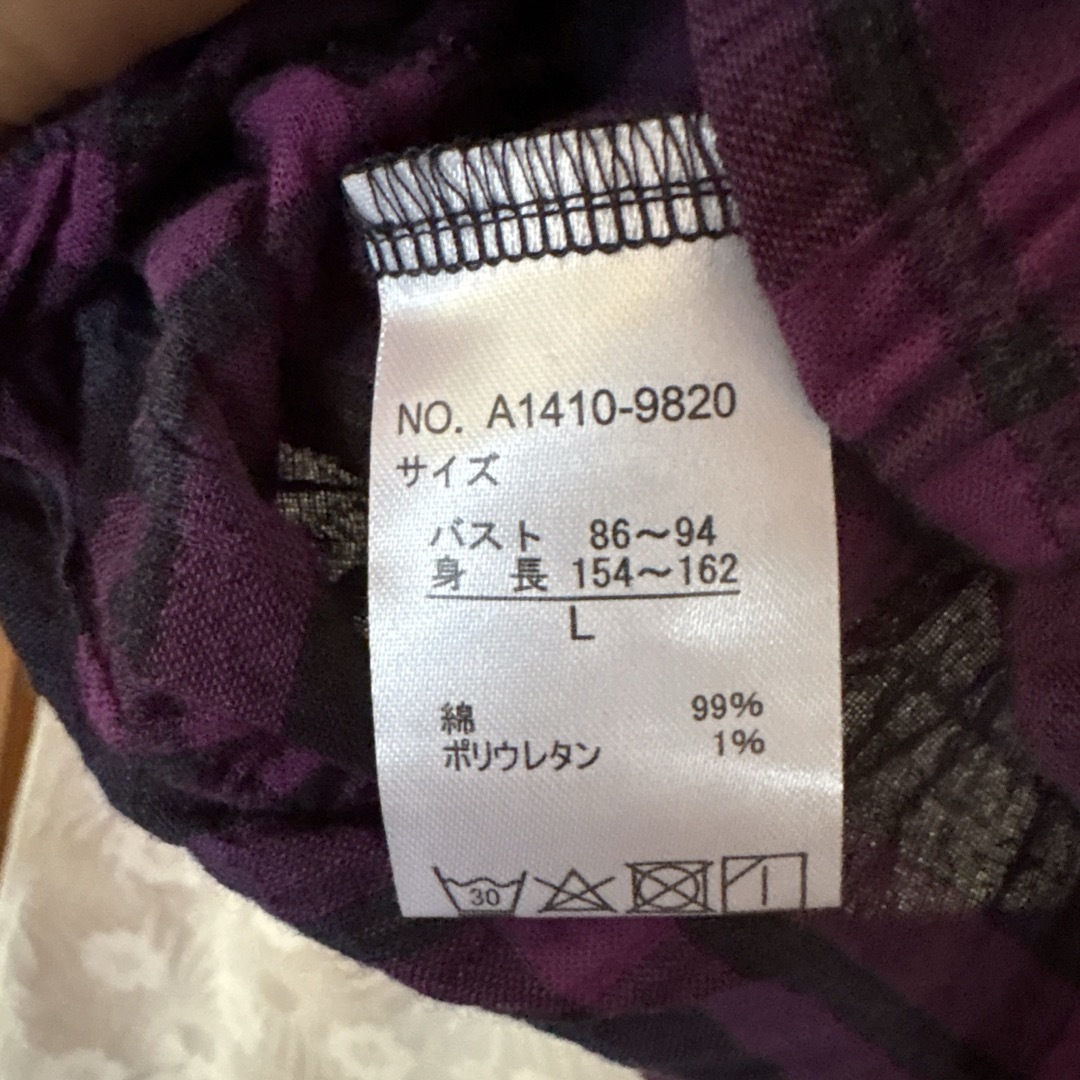 NO. A1410-9820
サイズ
バスト 86～94
身 長 154～162
L
綿 99%
ポリウレタン 1%
30